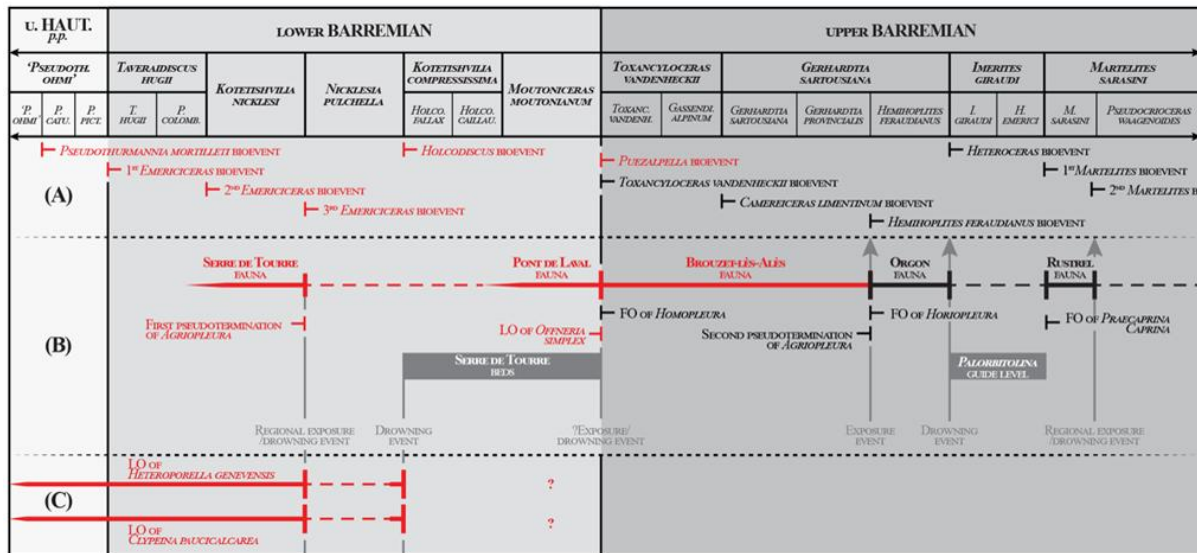 U. HAUT.
P.P.
LOWER BARREMIAN
UPPER BARREMIAN
'PSEUDOTH.
OHMI'
TAVERAIDISCUS
HUGII
KOTETISHVILIA
NICKLESI
NICKLESIA
PULCHELLA
KOTETISHVILIA
COMPRESSISSIMA
MOUTONICERAS
MOUTONIANUM
TOXANCYLOCERAS
VANDENHECKII
GERHARDTIA
SARTOUSIANA
IMERITES
GIRAUDI
MARTELITES
SARASINI
'P.
OHMI'
P.
CATU.
P.
PICT.
T.
HUGII
P.
COLOMB.
HOLCO.
FALLAX
HOLCO.
CAILLAU.
TOXANC.
VANDENH.
GASSENDI.
ALPINUM
GERHARDTIA
SARTOUSIANA
GERHARDTIA
PROVINCIALIS
HEMIHOPLITES
FERAUDIANUS
I.
GIRAUDI
H.
EMERICI
M.
SARASINI
PSEUDOCRIOCERAS
WAAGENOIDES
(A)
PSEUDOTHURMANNIA MORTILLETI BIOEVENT
1ST EMERICICERAS BIOEVENT
2ND EMERICICERAS BIOEVENT
3RD EMERICICERAS BIOEVENT
HOLCODISCUS BIOEVENT
PUEZALPELLA BIOEVENT
TOXANCYLOCERAS VANDENHECKII BIOEVENT
CAMEREICERAS LIMENTINUM BIOEVENT
HEMIHOPLITES FERAUDIANUS BIOEVENT
HETEROCERAS BIOEVENT
1ST MARTELITES BIOEVENT
2ND MARTELITES B
(B)
SERRE DE TOURRE
FAUNA
PONT DE LAVAL
FAUNA
BROUZET-LÈS-ALÈS
FAUNA
ORGON
FAUNA
RUSTREL
FAUNA
FIRST PSEUDOTERMINATION
OF AGRIOPLEURA
LO OF OFFNERIA
SIMPLEX
FO OF HOMOPLEURA
SECOND PSEUDOTERMINATION
OF AGRIOPLEURA
FO OF HORIOPLEURA
FO OF PRAECAPRINA
CAPRINA
SERRE DE TOURRE
BEDS
PALORBITOLINA
GUIDE LEVEL
REGIONAL EXPOSURE
/DROWNING EVENT
DROWNING
EVENT
?EXPOSURE/
DROWNING EVENT
EXPOSURE
EVENT
DROWNING
EVENT
REGIONAL EXPOSURE
/DROWNING EVENT
(C)
LO OF
HETEROPORELLA GENEVENSIS
?
LO OF
CLYPEINA PAUCICALCAREA
?